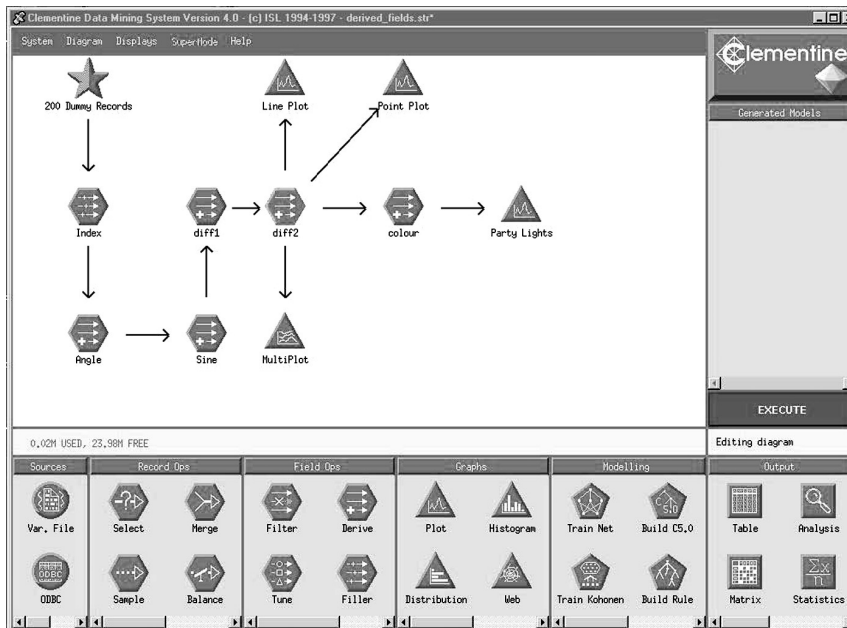 Clementine Data Mining System Version 4.0 - (c) ISL 1994-1997 - derived_fields.str*
System Diagram Displays SuperNode Help
Clementine
200 Dummy Records
Line Plot
Point Plot
Generated Models
Index
diff1
diff2
colour
Party Lights
Angle
Sine
MultiPlot
EXECUTE
0.02M USED, 23.98M FREE
Editing diagram
Sources
Record Ops
Field Ops
Graphs
Modelling
Output
Var. File
Select
Merge
Filter
Derive
Plot
Histogram
Train Net
C5.0
Build C5.0
Table
Analysis
ODBC
ODBC
Sample
Balance
Tune
Filler
Distribution
Web
Train Kohonen
Build Rule
Matrix
Σx
n
Statistics